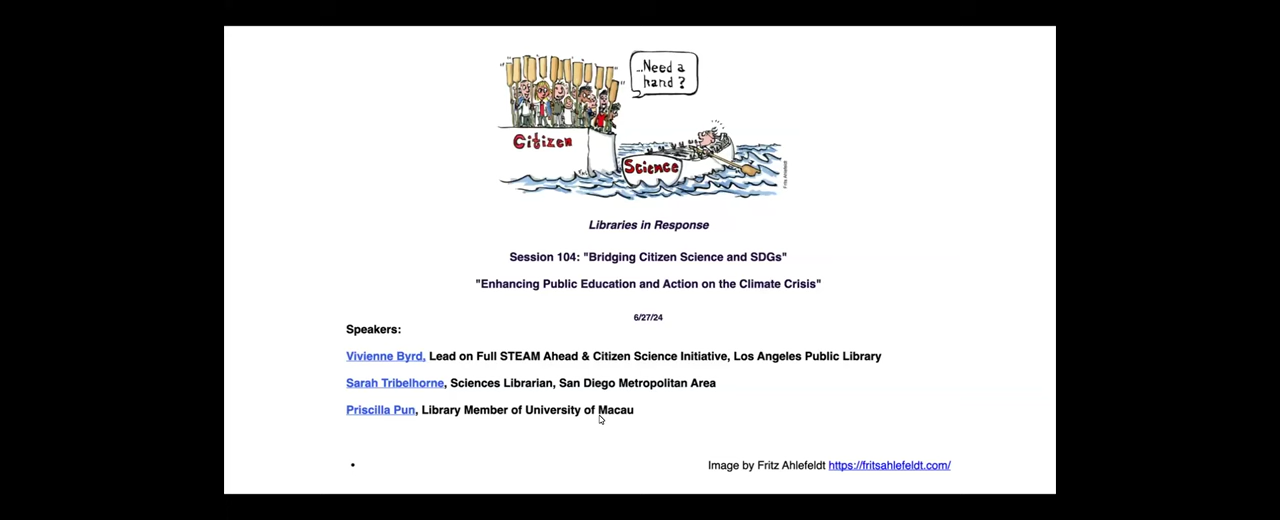 ...Need a
hand?
Citizen
Science
Frits Ahlefeldt
Libraries in Response
Session 104: "Bridging Citizen Science and SDGs"
"Enhancing Public Education and Action on the Climate Crisis"
6/27/24
Speakers:
Vivienne Byrd, Lead on Full STEAM Ahead & Citizen Science Initiative, Los Angeles Public Library
Sarah Tribelhorne, Sciences Librarian, San Diego Metropolitan Area
Priscilla Pun, Library Member of University of Macau
Image by Fritz Ahlefeldt https://fritsahlefeldt.com/